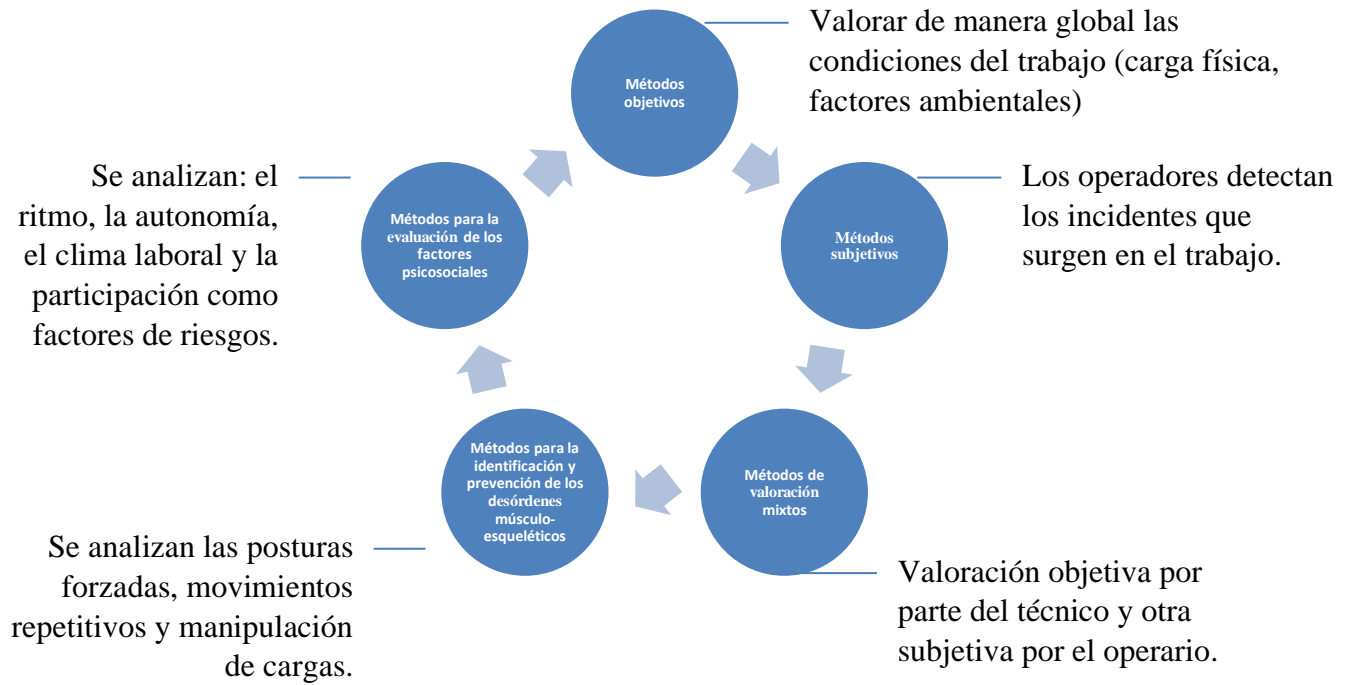 Métodos
objetivos
Valorar de manera global las
condiciones del trabajo (carga física,
factores ambientales)
Métodos
subjetivos
Los operadores detectan
los incidentes que
surgen en el trabajo.
Métodos de
valoración
mixtos
Valoración objetiva por
parte del técnico y otra
subjetiva por el operario.
Métodos para la
identificación y
prevención de los
desórdenes
músculo-
esqueléticos
Se analizan las posturas
forzadas, movimientos
repetitivos y manipulación
de cargas.
Métodos para la
evaluación de los
factores
psicosociales
Se analizan: el
ritmo, la autonomía,
el clima laboral y la
participación como
factores de riesgos.